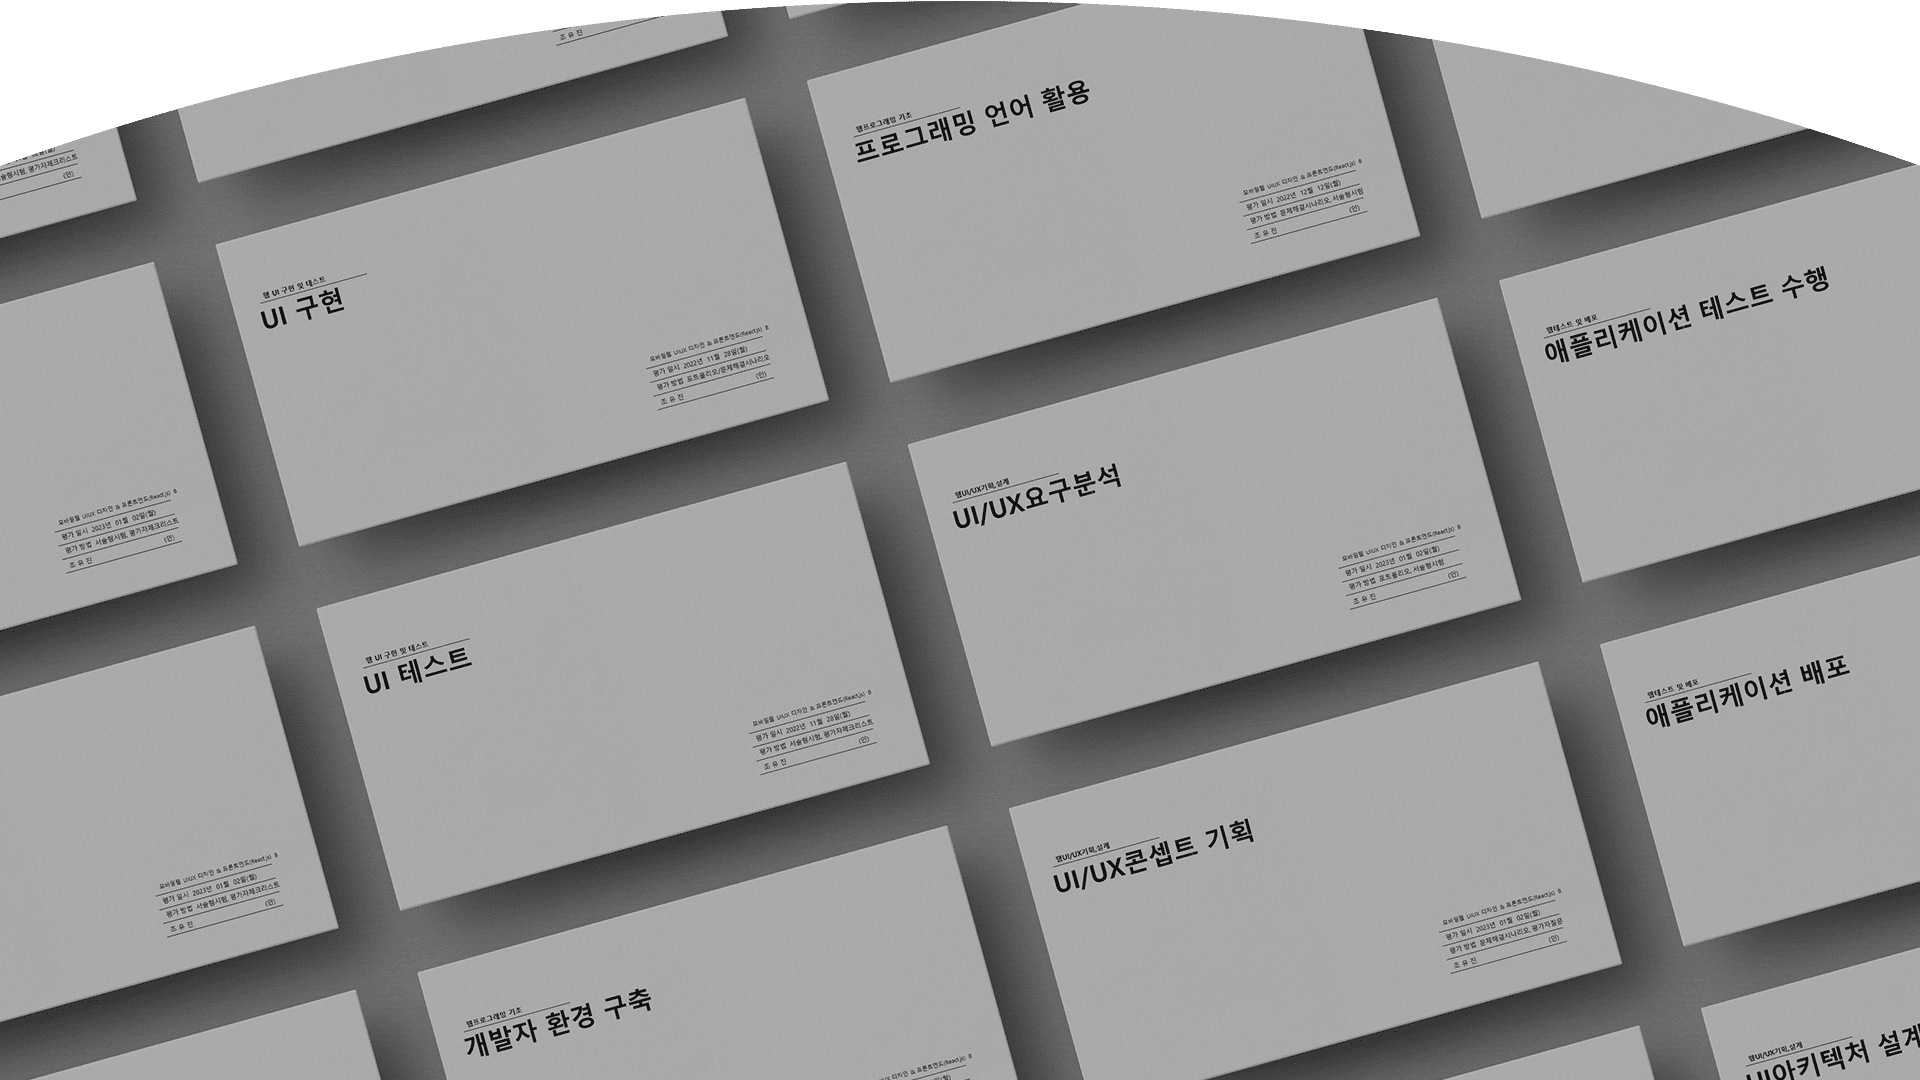 조 유 진
술형시험, 평가자체크리스트
(인)
웹프로그래밍 기초
프로그래밍 언어 활용
모바일웹 UIUX 디자인 & 프론트엔드(React.js) B
평가 일시 2022년 12월 12일(월)
평가 방법 문제해결시나리오, 서술형시험
(인)
조 유 진
웹 UI 구현 및 테스트
UI 구현
모바일웹 UIUX 디자인 & 프론트엔드(React.js) B
평가 일시 2022년 11월 28일(월)
평가 방법 포트폴리오/문제해결시나리오
(인)
조 유 진
웹테스트 및 배포
애플리케이션 테스트 수행
모바일웹 UIUX 디자인 & 프론트엔드(React.js) B
평가 일시 2023년 01월 02일(월)
평가 방법 서술형시험, 평가자체크리스트
(인)
조 유 진
웹UI/UX기획,설계
UI/UX요구분석
모바일웹 UIUX 디자인 & 프론트엔드(React.js) B
평가 일시 2023년 01월 02일(월)
평가 방법 포트폴리오, 서술형시험
(인)
조 유 진
웹 UI 구현 및 테스트
UI 테스트
모바일웹 UIUX 디자인 & 프론트엔드(React.js) B
평가 일시 2022년 11월 28일(월)
평가 방법 서술형시험, 평가자체크리스트
(인)
조 유 진
웹테스트 및 배포
애플리케이션 배포
모바일웹 UIUX 디자인 & 프론트엔드(React.js) B
평가 일시 2023년 01월 02일(월)
평가 방법 서술형시험, 평가자체크리스트
(인)
조 유 진
웹UI/UX기획,설계
UI/UX콘셉트 기획
모바일웹 UIUX 디자인 & 프론트엔드(React.js) B
평가 일시 2023년 01월 02일(월)
평가 방법 문제해결시나리오, 평가자질문
(인)
조 유 진
웹프로그래밍 기초
개발자 환경 구축
디자인 & 프론트엔드(React.js) B
웹UI/UX기획,설계
UI아키텍처 설계